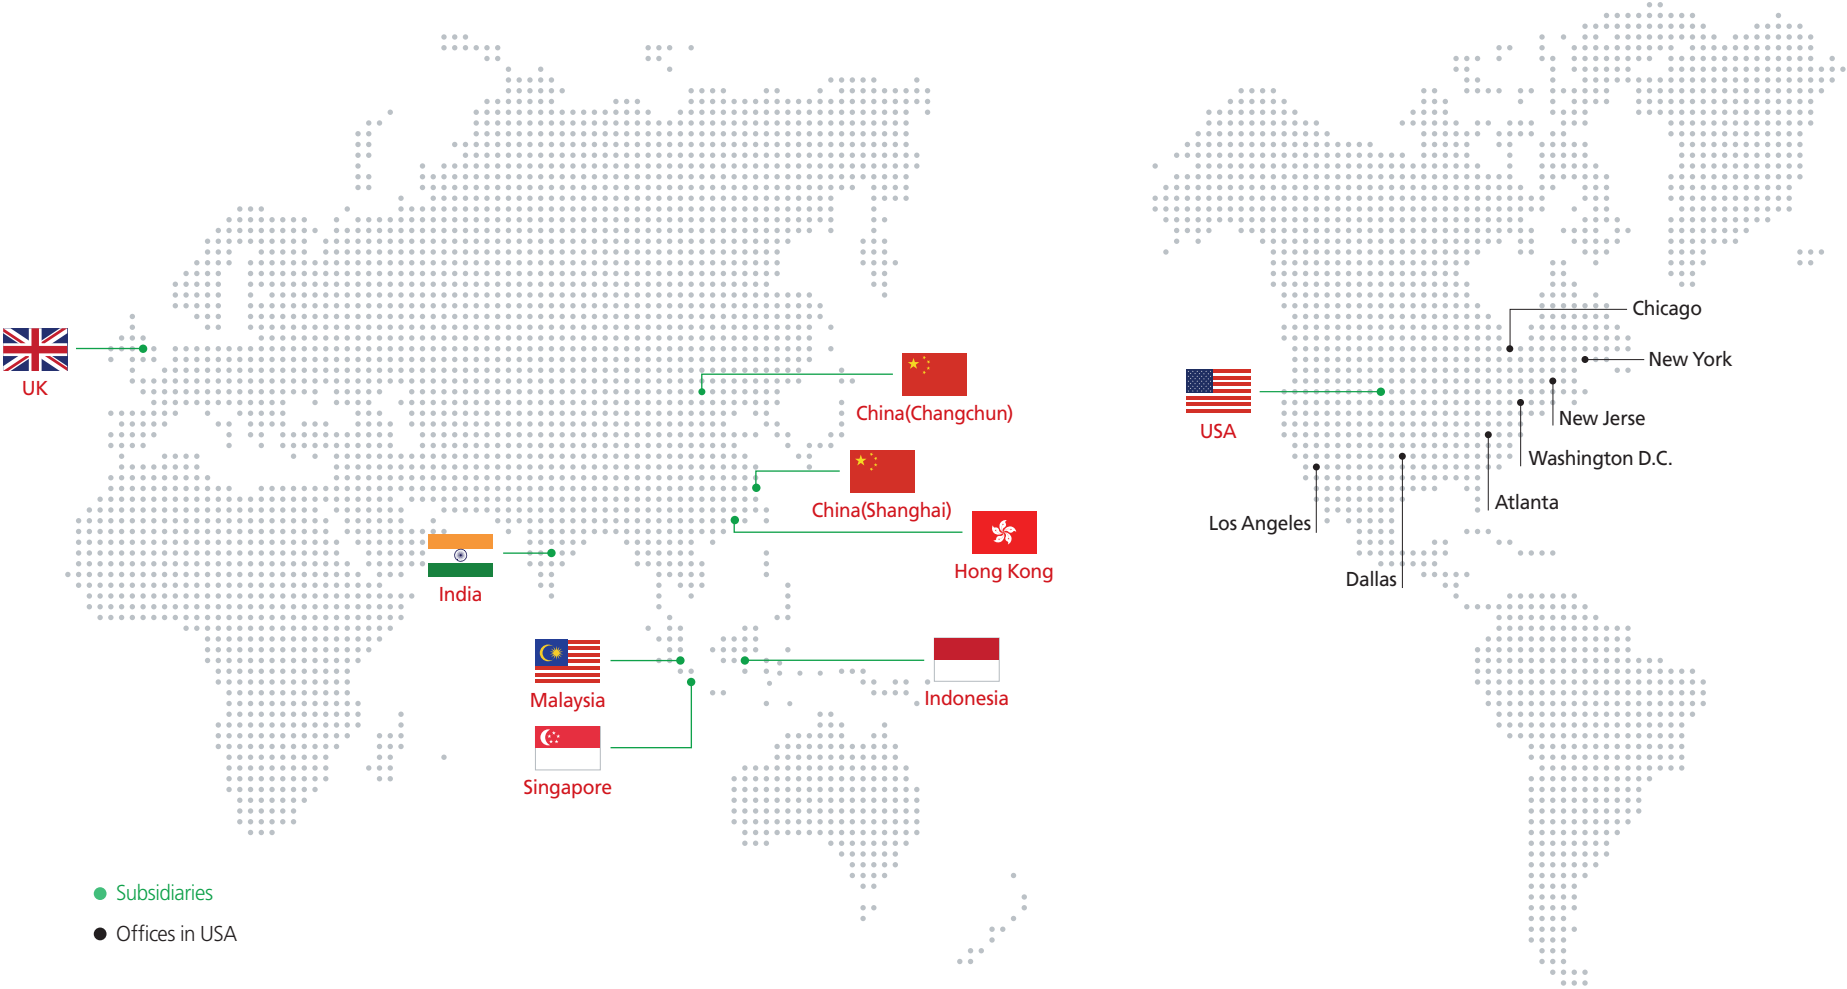 Chicago
UK
New York
China(Changchun)
USA
New Jerse
Washington D.C.
China(Shanghai)
Atlanta
Los Angeles
Hong Kong
Dallas
India
Malaysia
Indonesia
Singapore
Subsidiaries
Offices in USA